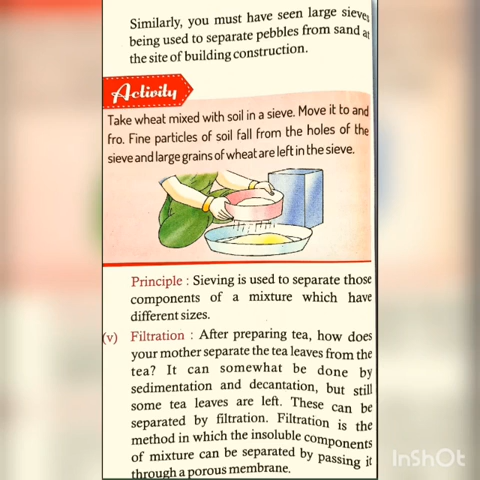 Similarly, you must have seen large sieves
being used to separate pebbles from sand at
the site of building construction.
Activity
Take wheat mixed with soil in a sieve. Move it to and
fro. Fine particles of soil fall from the holes of the
sieve and large grains of wheat are left in the sieve.
Principle : Sieving is used to separate those
components of a mixture which have
different sizes.
(v) Filtration : After preparing tea, how does
your mother separate the tea leaves from the
tea? It can somewhat be done by
sedimentation and decantation, but still
some tea leaves are left. These can be
separated by filtration. Filtration is the
method in which the insoluble components
of mixture can be separated by passing it
through a porous membrane.
InShOt